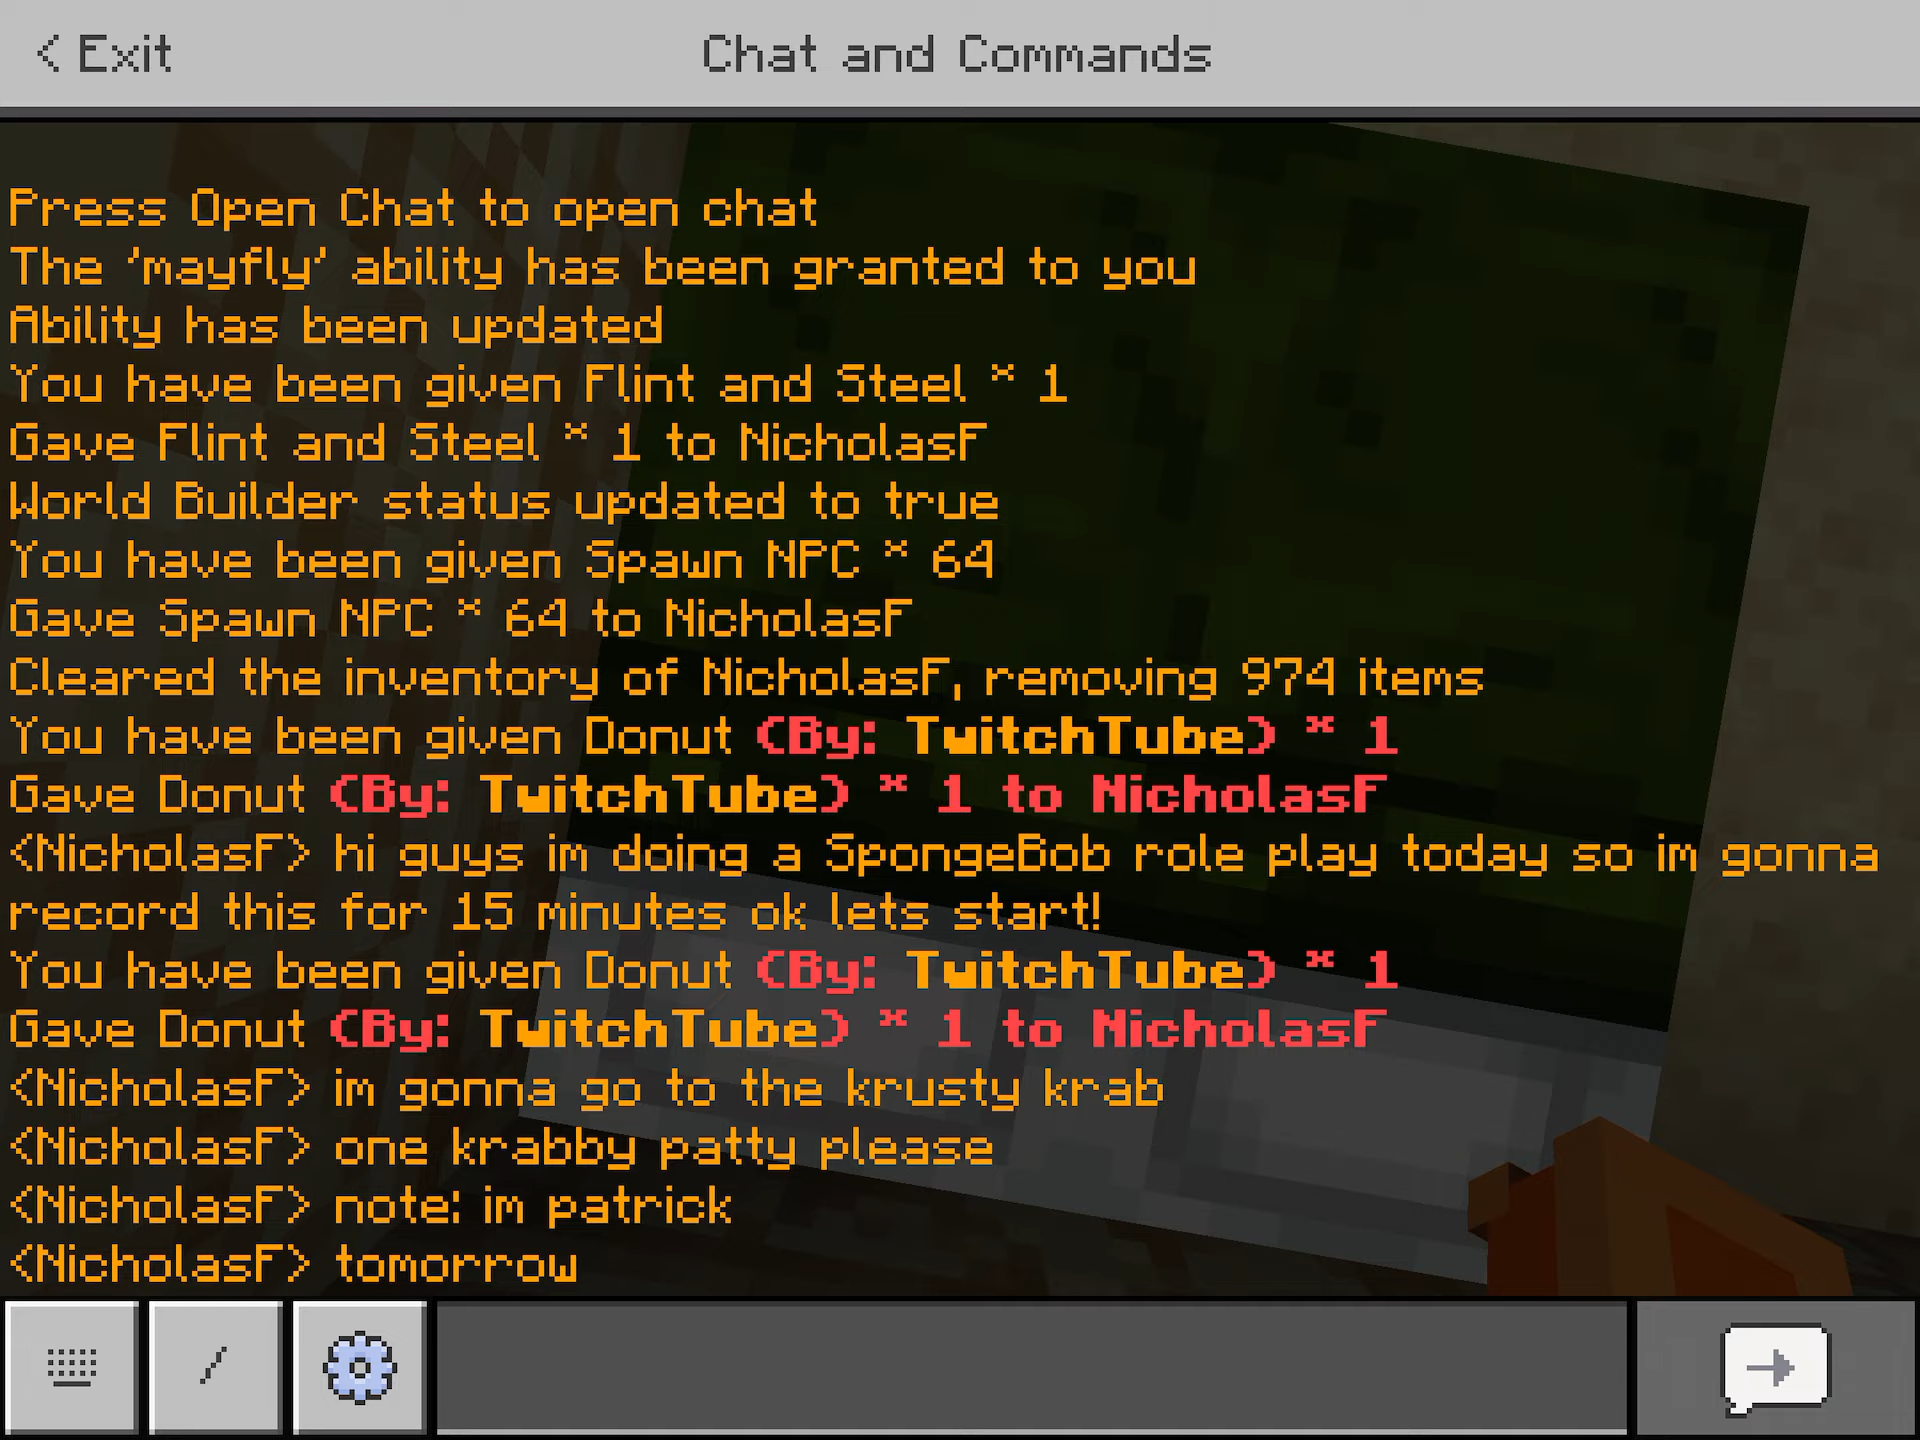 < Exit
Chat and Commands
Press Open Chat to open chat
The 'mayfly' ability has been granted to you
Ability has been updated
You have been given Flint and Steel * 1
Gave Flint and Steel * 1 to NicholasF
World Builder status updated to true
You have been given Spawn NPC * 64
Gave Spawn NPC * 64 to NicholasF
Cleared the inventory of NicholasF, removing 974 items
You have been given Donut (By: TwitchTube) * 1
Gave Donut (By: TwitchTube) * 1 to NicholasF
<NicholasF> hi guys im doing a SpongeBob role play today so im gonna
record this for 15 minutes ok lets start!
You have been given Donut (By: TwitchTube) * 1
Gave Donut (By: TwitchTube) * 1 to NicholasF
<NicholasF> im gonna go to the krusty krab
<NicholasF> one krabby patty please
<NicholasF> note: im patrick
<NicholasF> tomorrow
/